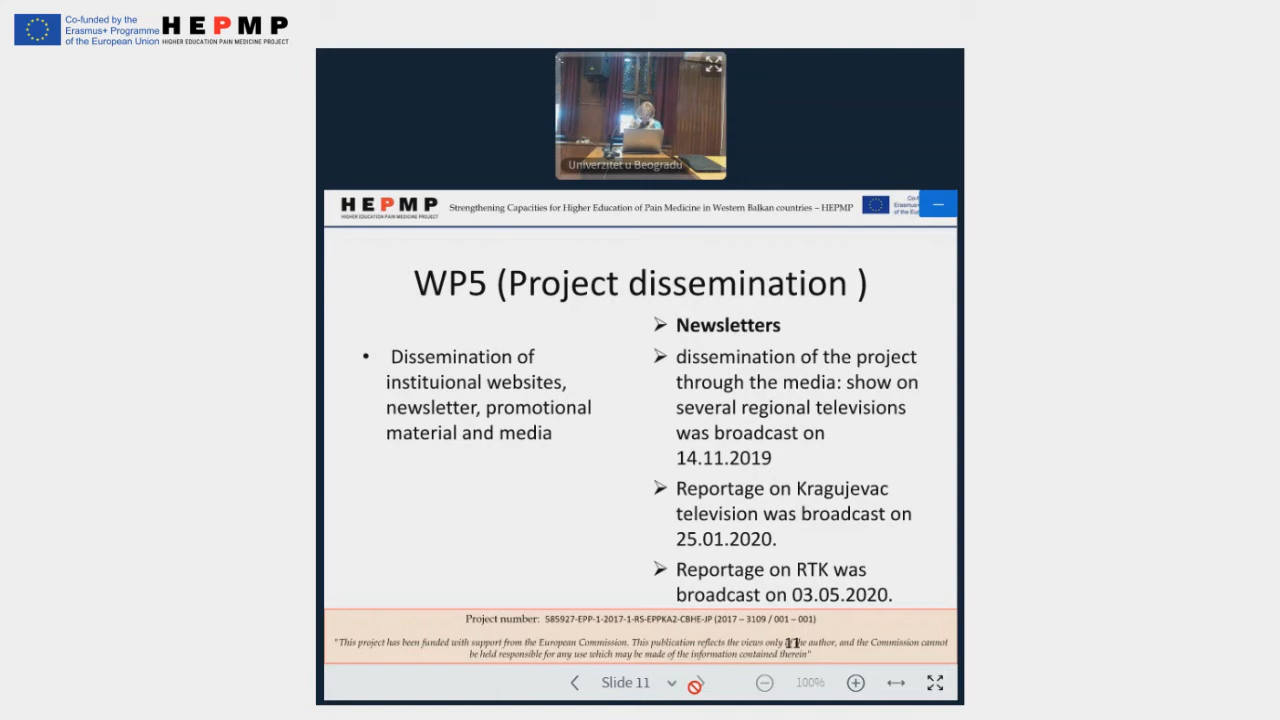 Co-funded by the
Erasmus+ Programme
of the European Union
HEPMP
HIGHER EDUCATION PAIN MEDICINE PROJECT
Univerzitet u Beogradu
HEPMP
HIGHER EDUCATION PAIN MEDICINE PROJECT
Strengthening Capacities for Higher Education of Pain Medicine in Western Balkan countries – HEPMP
WP5 (Project dissemination )
• Dissemination of
instituional websites,
newsletter, promotional
material and media
➢ Newsletters
➢ dissemination of the project
through the media: show on
several regional televisions
was broadcast on
14.11.2019
➢ Reportage on Kragujevac
television was broadcast on
25.01.2020.
➢ Reportage on RTK was
broadcast on 03.05.2020.
Project number: 585927-EPP-1-2017-1-RS-EPPKA2-CBHE-JP (2017 – 3109 / 001 – 001)
"This project has been funded with support from the European Commission. This publication reflects the views only the author, and the Commission cannot
be held responsible for any use which may be made of the information contained therein"
11
Slide 11
100%